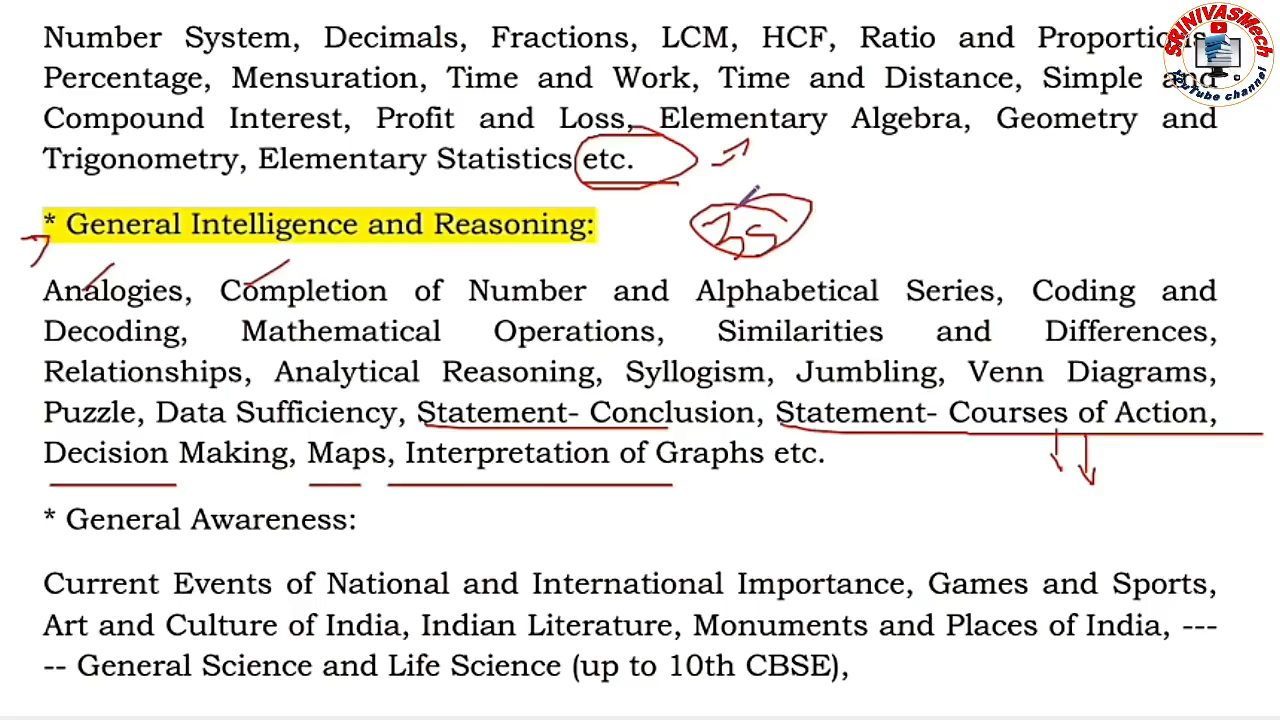 Number System, Decimals, Fractions, LCM, HCF, Ratio and
Percentage, Mensuration, Time and Work, Time and Distance, Simple and
Compound Interest, Profit and Loss, Elementary Algebra, Geometry and
Trigonometry, Elementary Statistics etc.
* General Intelligence and Reasoning:
35
Analogies, Completion of Number and Alphabetical Series, Coding and
Decoding, Mathematical Operations, Similarities and Differences,
Relationships, Analytical Reasoning, Syllogism, Jumbling, Venn Diagrams,
Puzzle, Data Sufficiency, Statement- Conclusion, Statement- Courses of Action,
Decision Making, Maps, Interpretation of Graphs etc.
* General Awareness:
Current Events of National and International Importance, Games and Sports,
Art and Culture of India, Indian Literature, Monuments and Places of India, ---
-- General Science and Life Science (up to 10th CBSE),
SRINIVASMech
YouTube channel